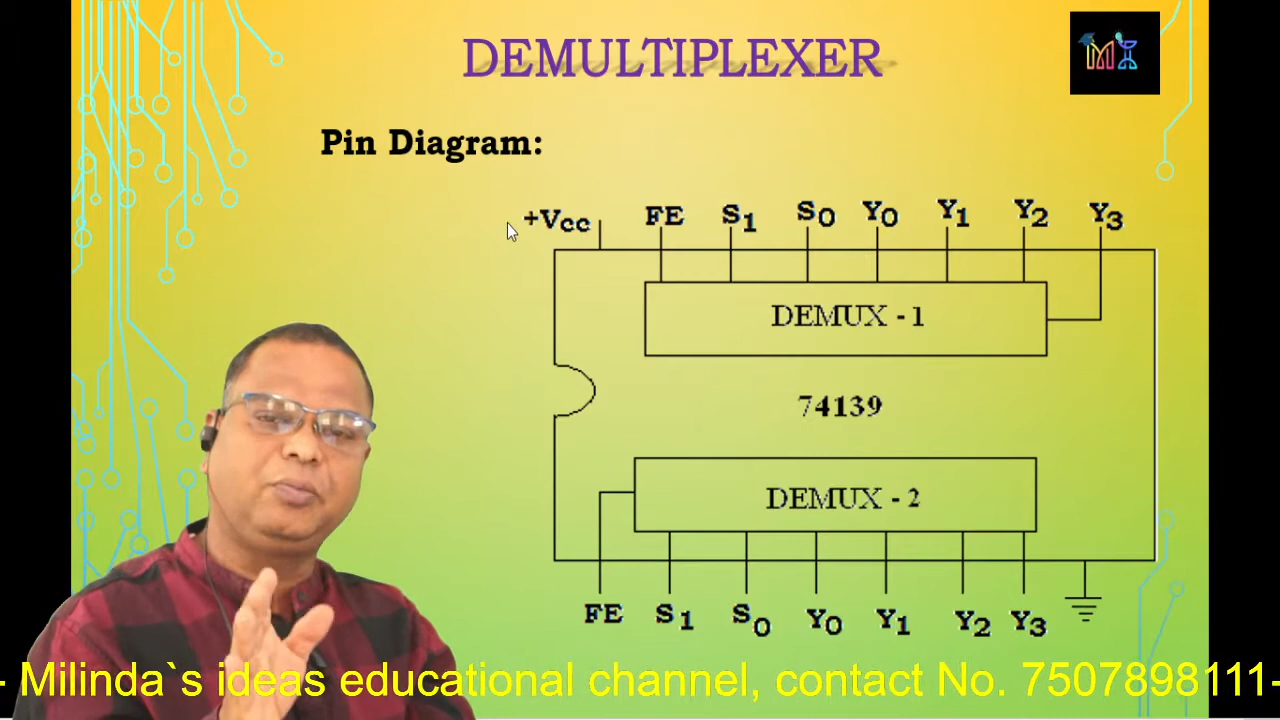 DEMULTIPLEXER
MI
Pin Diagram:
+Vcc FE S1 S0 Y0 Y1 Y2 Y3
DEMUX - 1
74139
DEMUX - 2
FE S1 S0 Y0 Y1 Y2 Y3
- Milinda`s ideas educational channel, contact No. 7507898111-